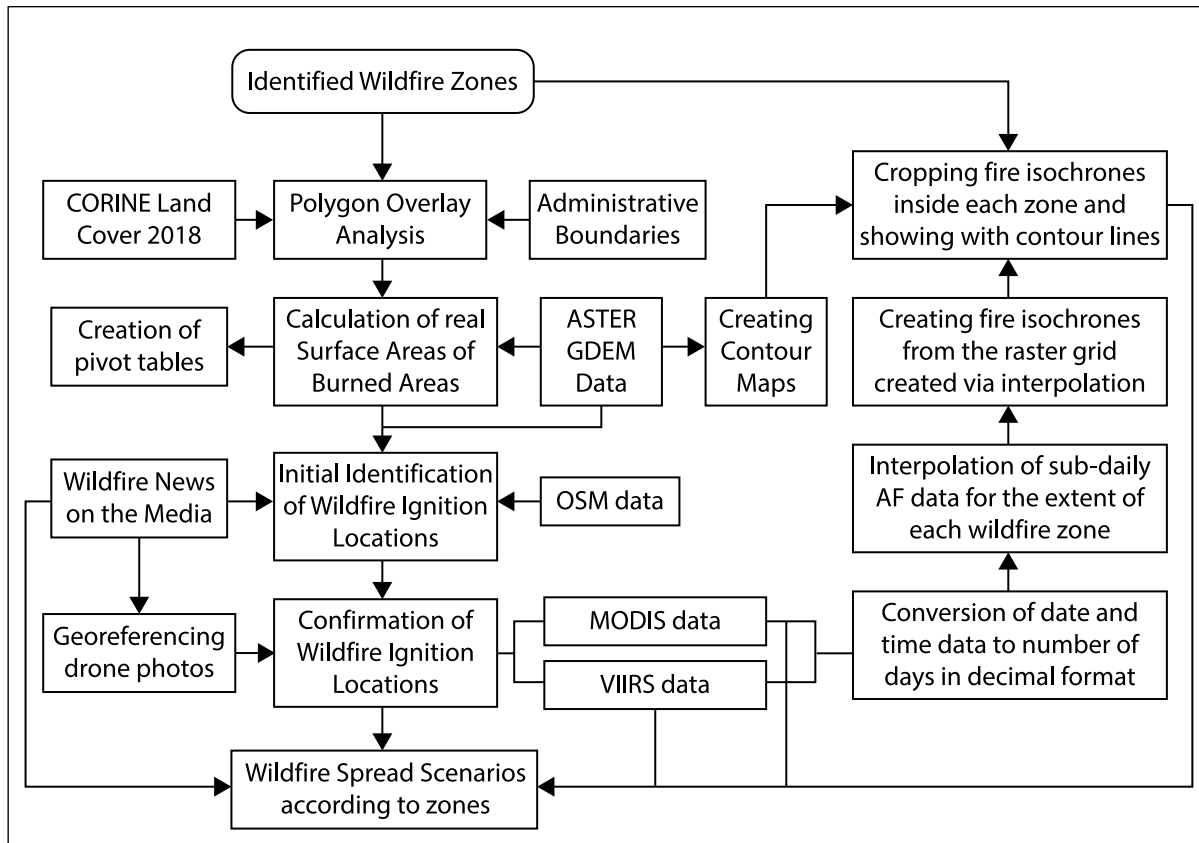 Identified Wildfire Zones
CORINE Land
Cover 2018
Polygon Overlay
Analysis
Administrative
Boundaries
Cropping fire isochrones
inside each zone and
showing with contour lines
Creation of
pivot tables
Calculation of real
Surface Areas of
Burned Areas
ASTER
GDEM
Data
Creating
Contour
Maps
Creating fire isochrones
from the raster grid
created via interpolation
Wildfire News
on the Media
Initial Identification
of Wildfire Ignition
Locations
OSM data
Interpolation of sub-daily
AF data for the extent of
each wildfire zone
Georeferencing
drone photos
Confirmation of
Wildfire Ignition
Locations
MODIS data
VIIRS data
Conversion of date and
time data to number of
days in decimal format
Wildfire Spread Scenarios
according to zones